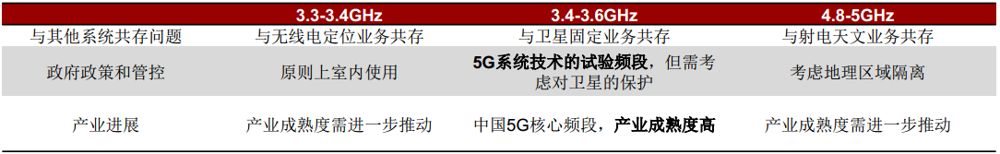 3.3-3.4GHz 3.4-3.6GHz 4.8-5GHz
与其他系统共存问题 与无线电定位业务共存 与卫星固定业务共存 与射电天文业务共存
政府政策和管控 原则上室内使用 5G系统技术的试验频段，但需考 考虑地理区域隔离
虑对卫星的保护
产业进展 产业成熟度需进一步推动 中国5G核心频段，产业成熟度高 产业成熟度需进一步推动